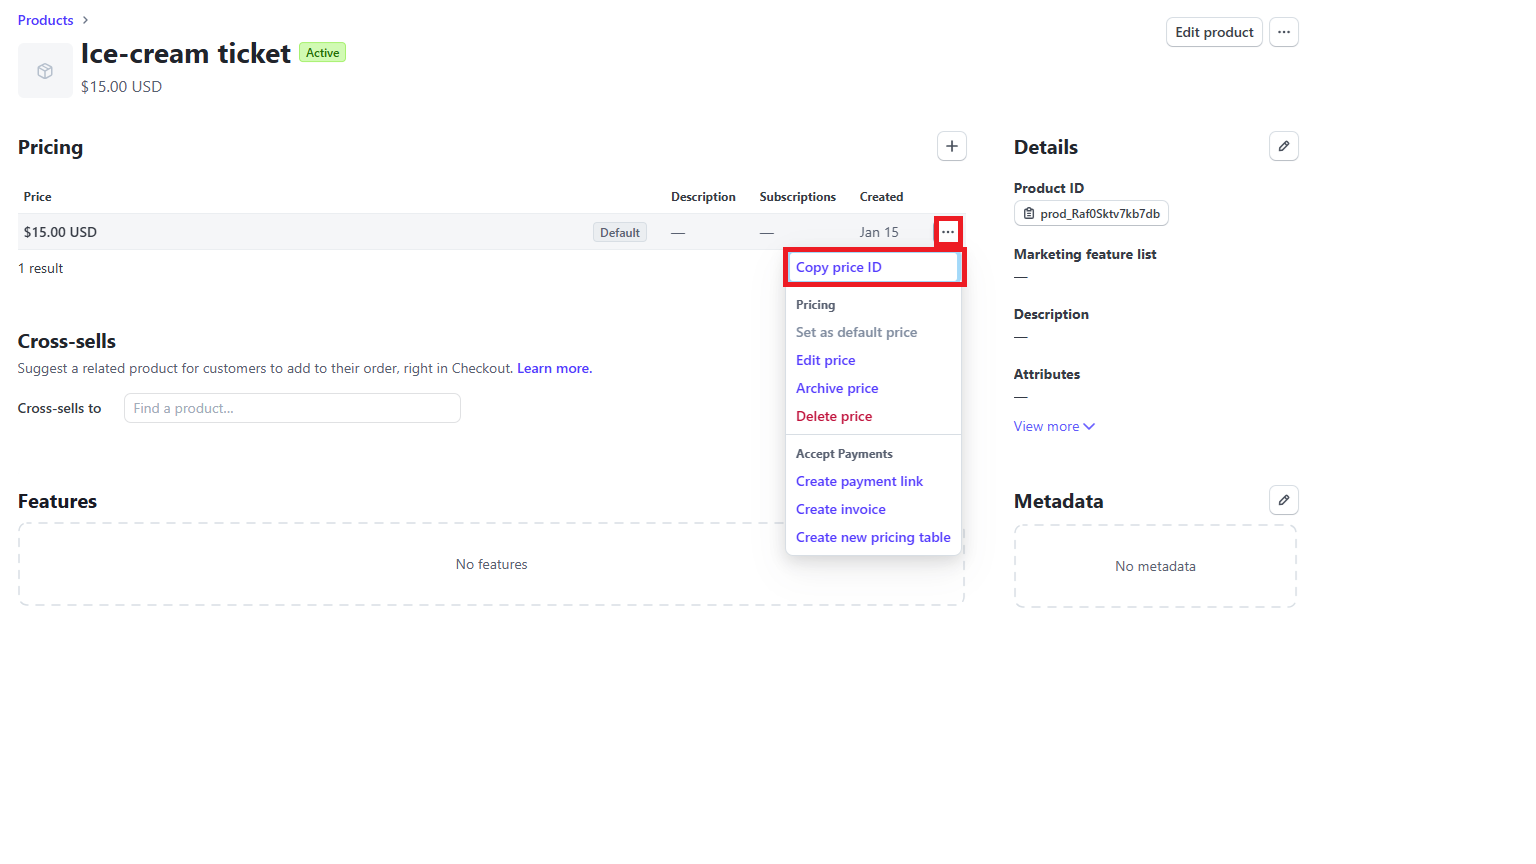 Products
Ice-cream ticket Active
$15.00 USD
Edit product
Pricing
Price Description Subscriptions Created
$15.00 USD Default — — Jan 15
1 result
Copy price ID
Pricing
Set as default price
Edit price
Archive price
Delete price
Accept Payments
Create payment link
Create invoice
Create new pricing table
Cross-sells
Suggest a related product for customers to add to their order, right in Checkout. Learn more.
Cross-sells to Find a product...
Features
No features
Details
Product ID
prod_Raf0Sktv7kb7db
Marketing feature list
—
Description
—
Attributes
—
View more
Metadata
No metadata